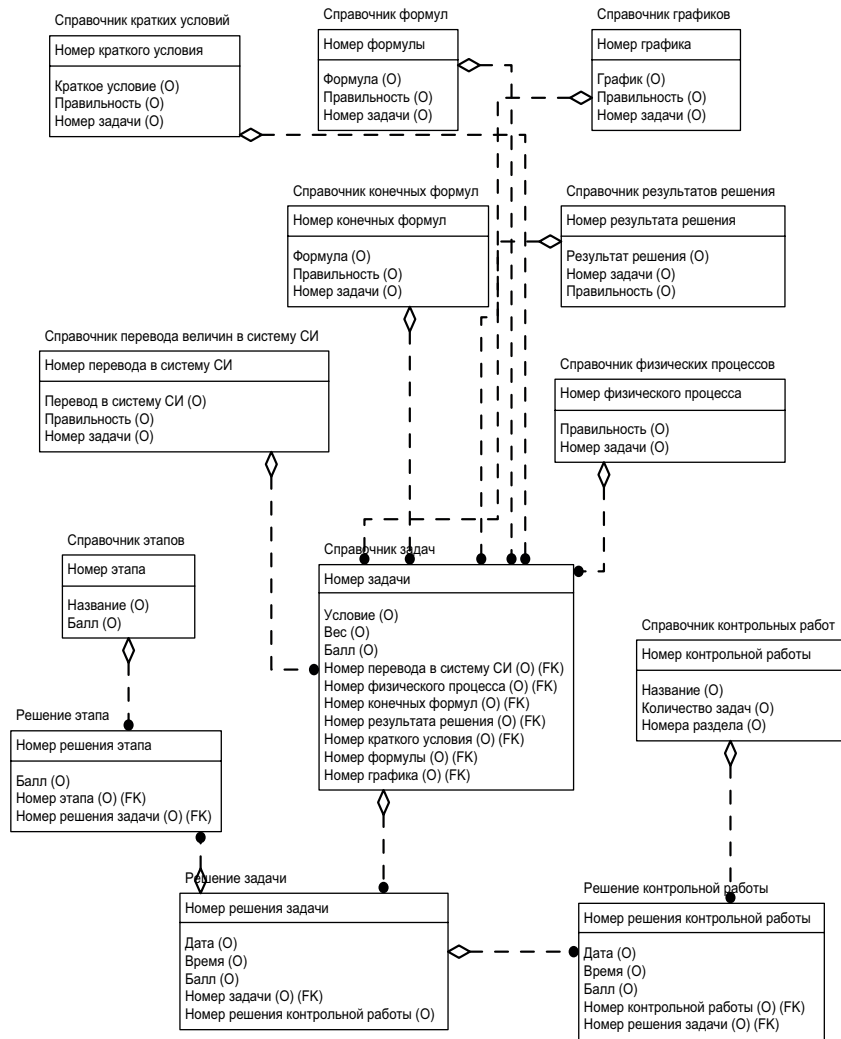 Справочник кратких условий
Номер краткого условия
Краткое условие (O)
Правильность (O)
Номер задачи (O)
Справочник формул
Номер формулы
Формула (O)
Правильность (O)
Номер задачи (O)
Справочник графиков
Номер графика
График (O)
Правильность (O)
Номер задачи (O)
Справочник конечных формул
Номер конечных формул
Формула (O)
Правильность (O)
Номер задачи (O)
Справочник результатов решения
Номер результата решения
Результат решения (O)
Номер задачи (O)
Правильность (O)
Справочник перевода величин в систему СИ
Номер перевода в систему СИ
Перевод в систему СИ (O)
Правильность (O)
Номер задачи (O)
Справочник физических процессов
Номер физического процесса
Правильность (O)
Номер задачи (O)
Справочник этапов
Номер этапа
Название (O)
Балл (O)
Справочник задач
Номер задачи
Условие (O)
Вес (O)
Балл (O)
Номер перевода в систему СИ (O) (FK)
Номер физического процесса (O) (FK)
Номер конечных формул (O) (FK)
Номер результата решения (O) (FK)
Номер краткого условия (O) (FK)
Номер формулы (O) (FK)
Номер графика (O) (FK)
Справочник контрольных работ
Номер контрольной работы
Название (O)
Количество задач (O)
Номера раздела (O)
Решение этапа
Номер решения этапа
Балл (O)
Номер этапа (O) (FK)
Номер решения задачи (O) (FK)
Решение задачи
Номер решения задачи
Дата (O)
Время (O)
Балл (O)
Номер задачи (O) (FK)
Номер решения контрольной работы (O)
Решение контрольной работы
Номер решения контрольной работы
Дата (O)
Время (O)
Балл (O)
Номер контрольной работы (O) (FK)
Номер решения задачи (O) (FK)